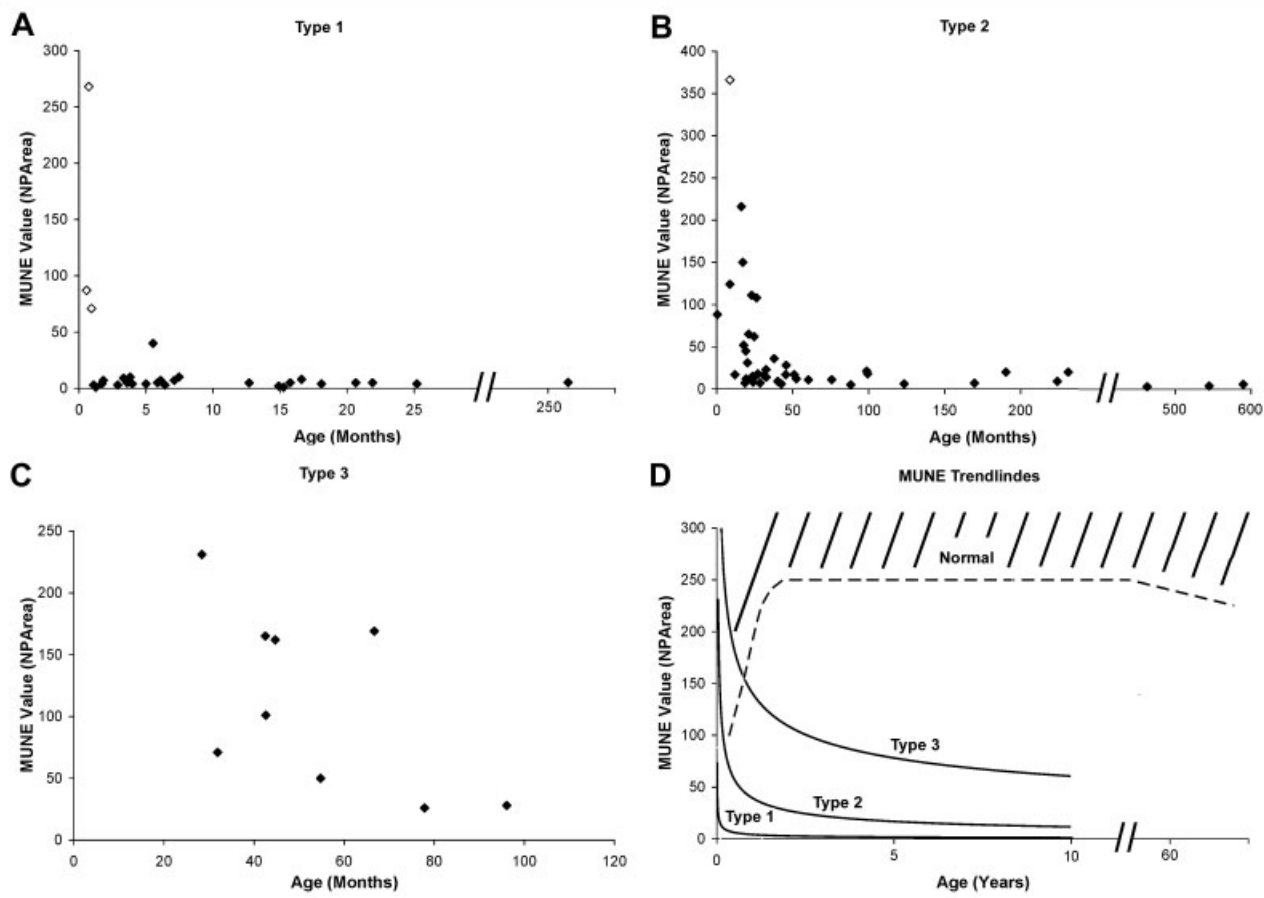 A
Type 1
MUNE Value (NPArea)
300
250
200
150
100
50
0
0 5 10 15 20 25 250
Age (Months)
B
Type 2
MUNE Value (NPArea)
400
350
300
250
200
150
100
50
0
0 50 100 150 200 500 600
Age (Months)
C
Type 3
MUNE Value (NPArea)
250
200
150
100
50
0
0 20 40 60 80 100 120
Age (Months)
D
MUNE Trendlindes
MUNE Value (NPArea)
300
250
200
150
100
50
0
Normal
Type 3
Type 2
Type 1
0 5 10 60
Age (Years)